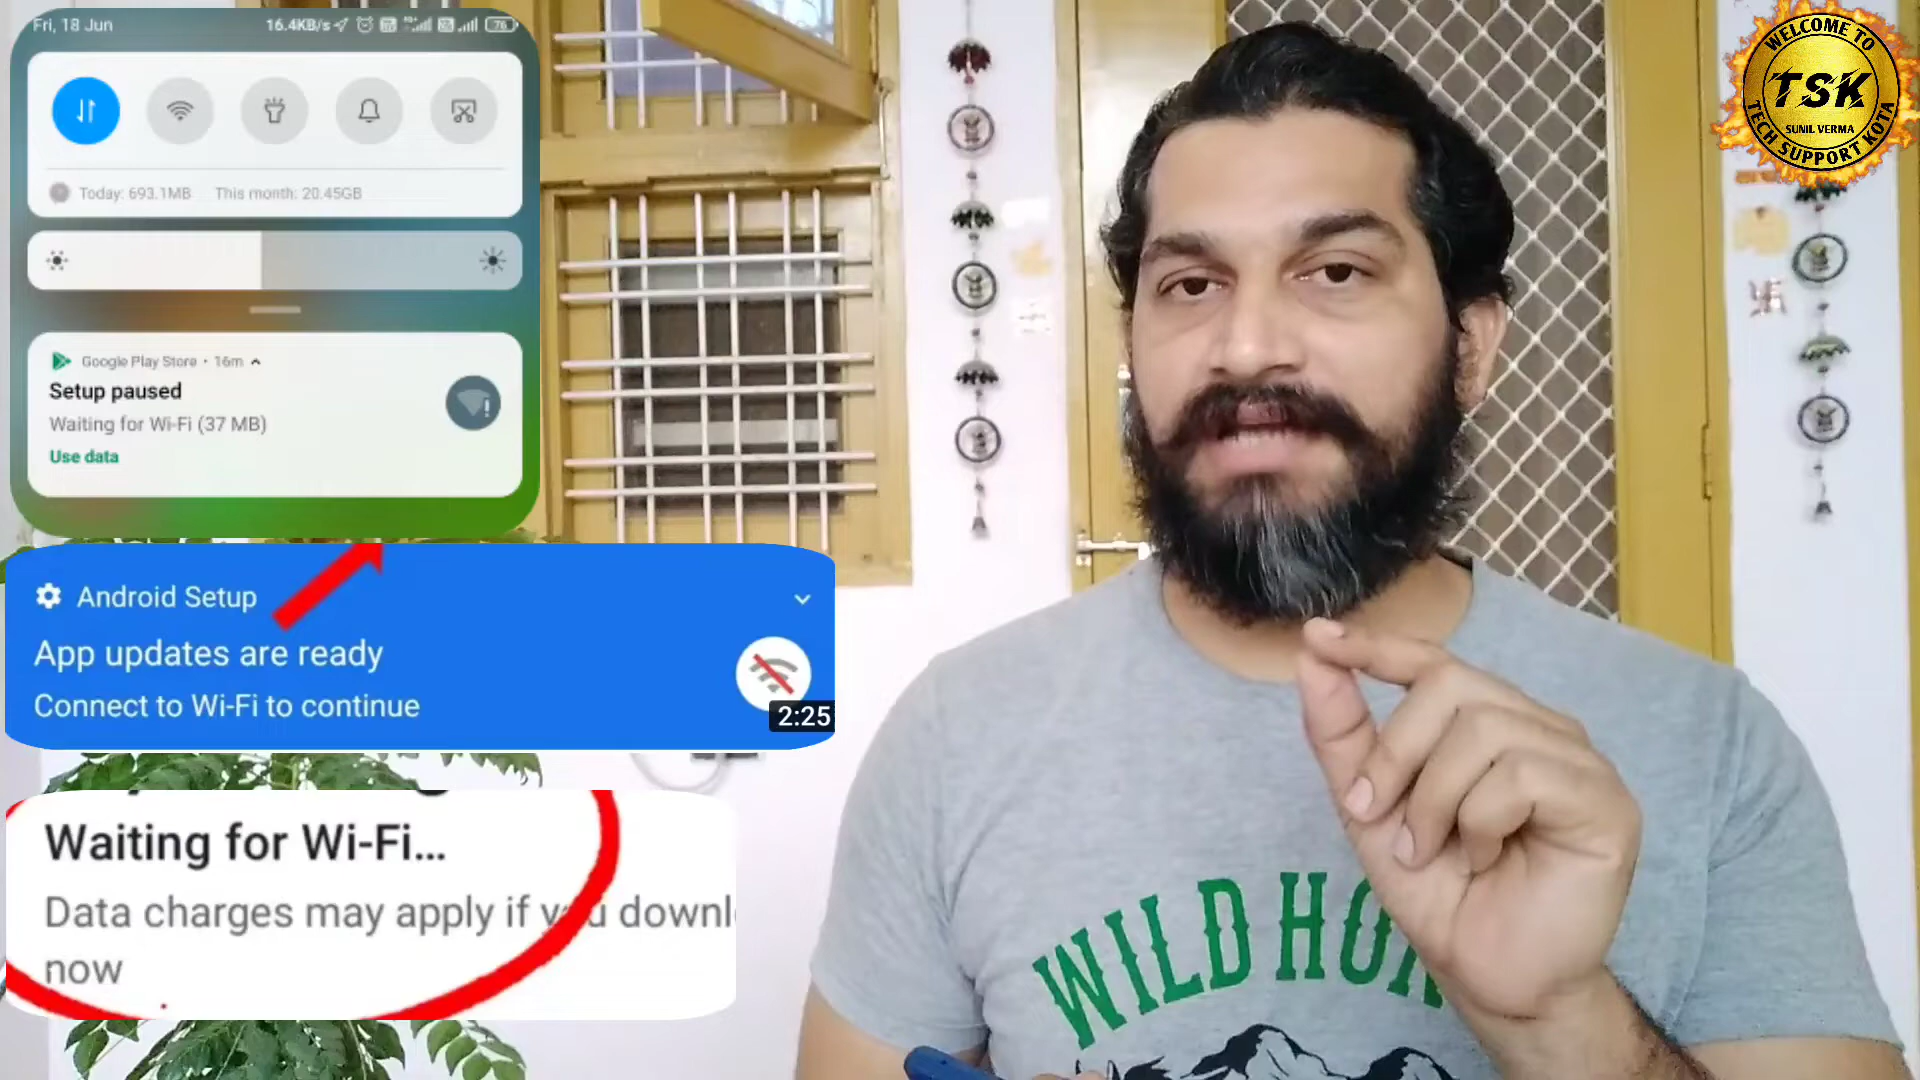 Fri, 18 Jun
16.4KB/s
76
Today: 693.1MB This month: 20.45GB
Google Play Store • 16m
Setup paused
Waiting for Wi-Fi (37 MB)
Use data
Android Setup
App updates are ready
Connect to Wi-Fi to continue
2:25
Waiting for Wi-Fi...
Data charges may apply if you downl
now
WELCOME TO
TSK
SUNIL VERMA
TECH SUPPORT KOTA
WILD HO